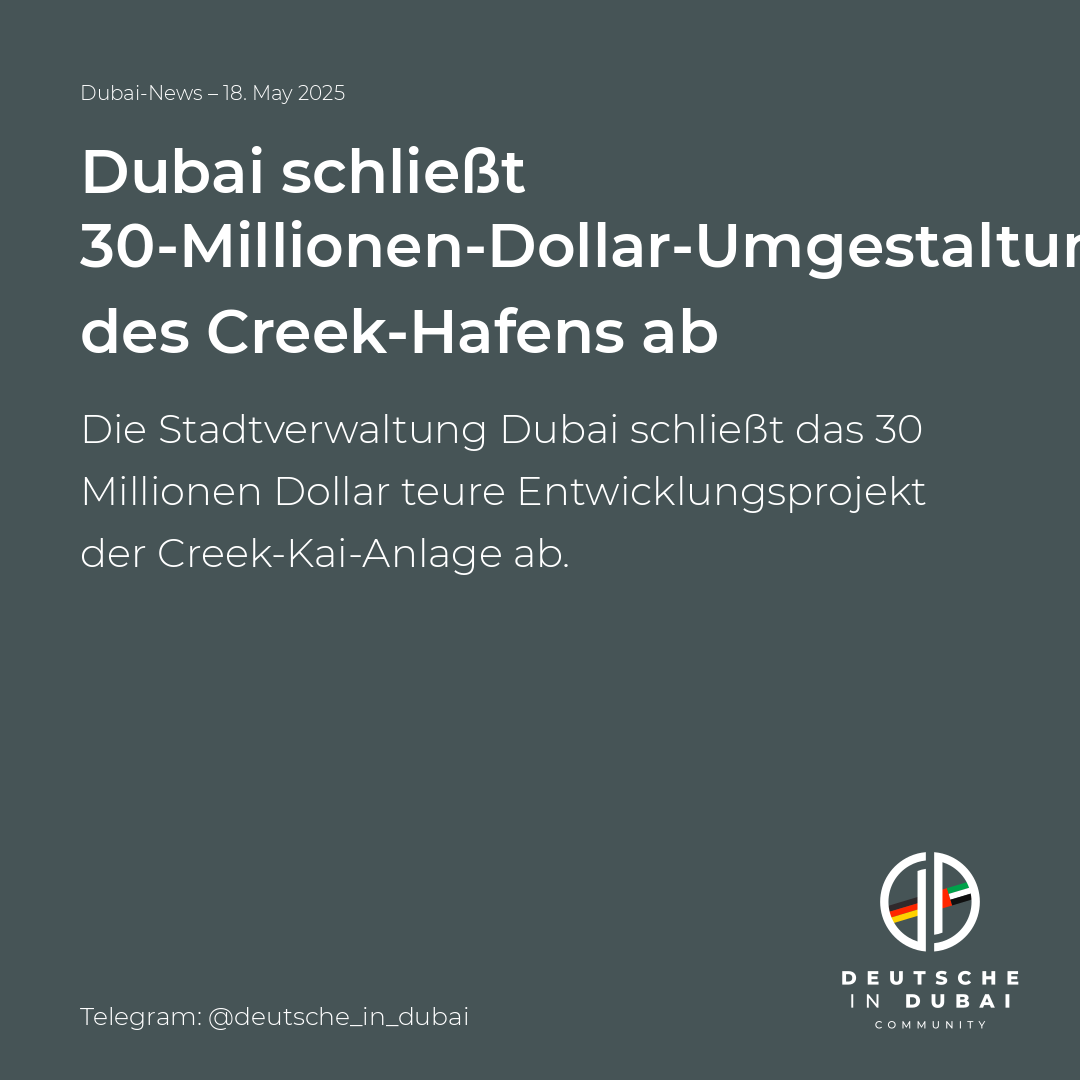 Dubai-News – 18. May 2025
Dubai schließt
30-Millionen-Dollar-Umgestaltun
des Creek-Hafens ab
Die Stadtverwaltung Dubai schließt das 30
Millionen Dollar teure Entwicklungsprojekt
der Creek-Kai-Anlage ab.
DEUTSCHE
IN DUBAI
COMMUNITY
Telegram: @deutsche_in_dubai